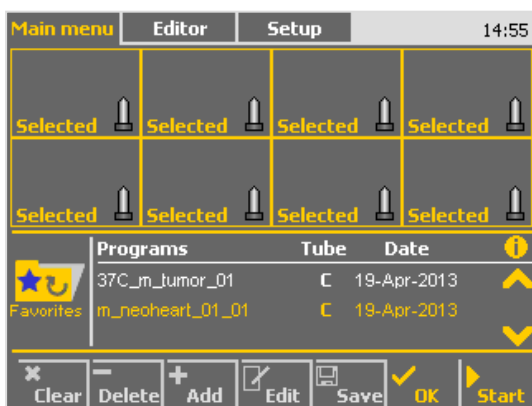 Main menu Editor Setup 14:55
Selected Selected Selected Selected
Selected Selected Selected Selected
Programs Tube Date i
37C_m_tumor_01 C 19-Apr-2013
Favorites m_neoheart_01_01 C 19-Apr-2013
Clear Delete Add Edit Save OK Start